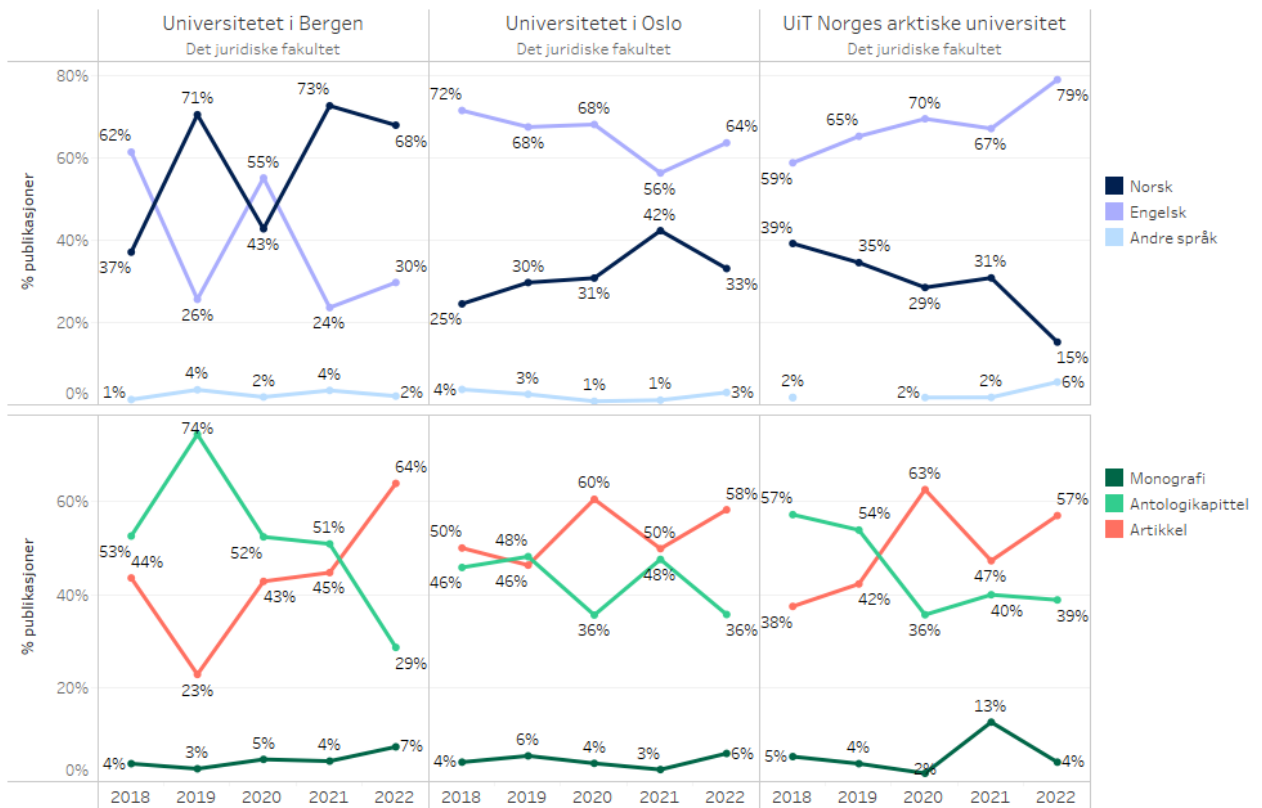 Universitetet i Bergen Universitetet i Oslo UiT Norges arktiske universitet
Det juridiske fakultet Det juridiske fakultet Det juridiske fakultet
% publikasjoner
80%
60%
40%
20%
0%
62% 71% 55% 73% 68%
37% 26% 43% 24% 30%
1% 4% 2% 4% 2%
72% 68% 68% 56% 64%
25% 30% 31% 42% 33%
4% 3% 1% 1% 3%
59% 65% 70% 67% 79%
39% 35% 29% 31% 15%
2% 2% 2% 6%
Norsk
Engelsk
Andre språk
% publikasjoner
60%
40%
20%
0%
53% 74% 52% 51% 64%
44% 23% 43% 45% 29%
4% 3% 5% 4% 7%
50% 48% 60% 50% 58%
46% 46% 36% 48% 36%
4% 6% 4% 3% 6%
57% 54% 63% 47% 57%
38% 42% 36% 40% 39%
5% 4% 2% 13% 4%
Monografi
Antologikapittel
Artikkel
2018 2019 2020 2021 2022 2018 2019 2020 2021 2022 2018 2019 2020 2021 2022